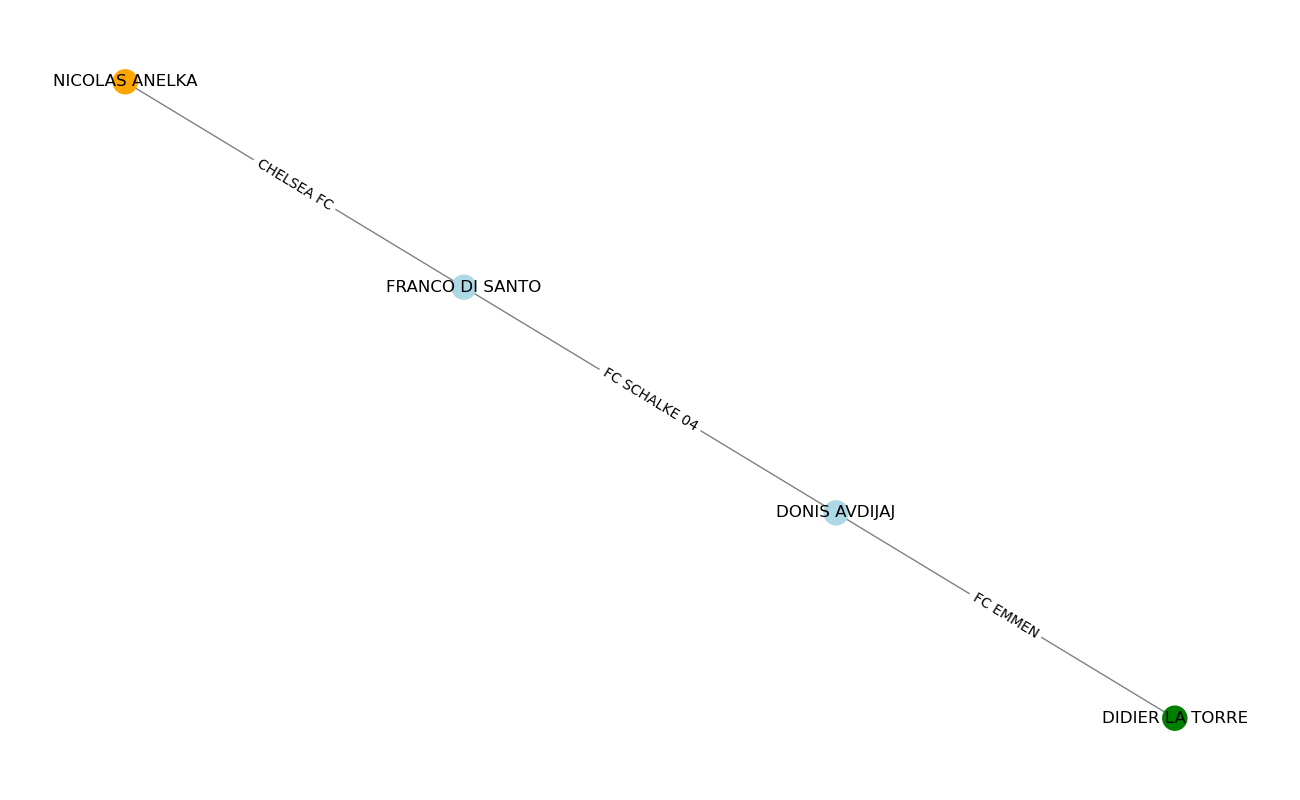 NICOLAS ANELKA
CHELSEA FC
FRANCO DI SANTO
FC SCHALKE 04
DONIS AVDIJAJ
FC EMMEN
DIDIER LA TORRE